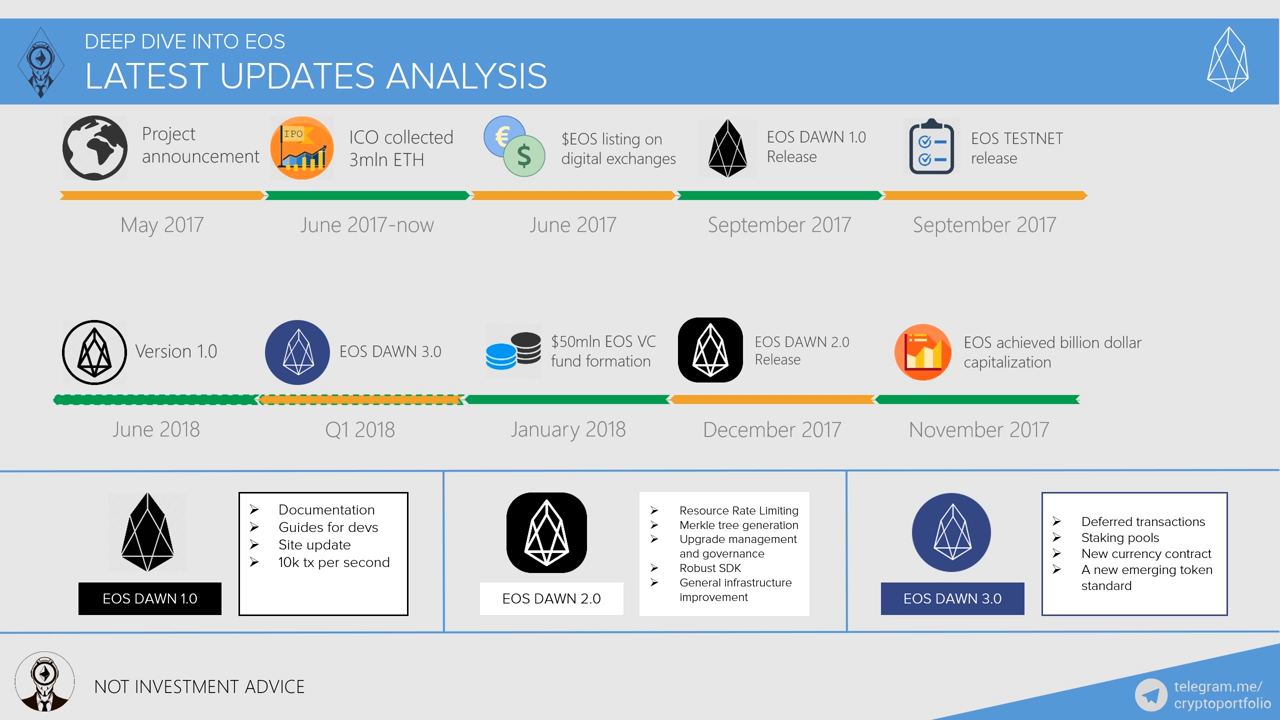 DEEP DIVE INTO EOS
LATEST UPDATES ANALYSIS
Project
announcement
IPO
ICO collected
3mln ETH
€
$
$EOS listing on
digital exchanges
EOS DAWN 1.0
Release
EOS TESTNET
release
May 2017
June 2017-now
June 2017
September 2017
September 2017
Version 1.0
EOS DAWN 3.0
$50mln EOS VC
fund formation
EOS DAWN 2.0
Release
EOS achieved billion dollar
capitalization
June 2018
Q1 2018
January 2018
December 2017
November 2017
EOS DAWN 1.0
Documentation
Guides for devs
Site update
10k tx per second
EOS DAWN 2.0
Resource Rate Limiting
Merkle tree generation
Upgrade management
and governance
Robust SDK
General infrastructure
improvement
EOS DAWN 3.0
Deferred transactions
Staking pools
New currency contract
A new emerging token
standard
NOT INVESTMENT ADVICE
telegram.me/
cryptoportfolio